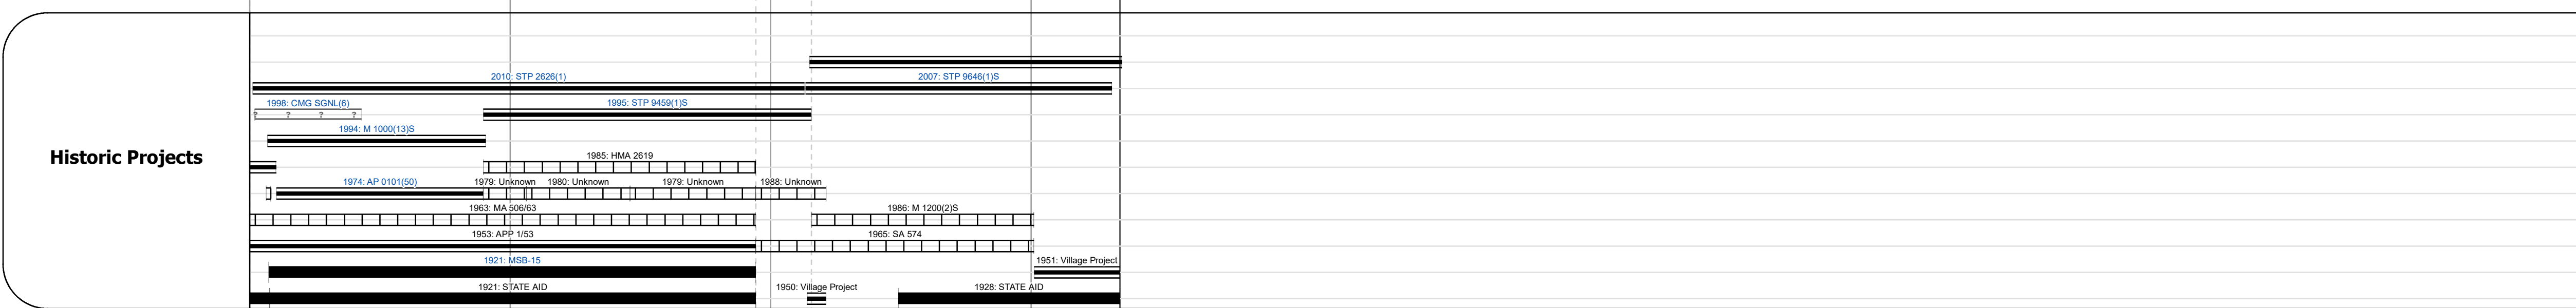 2010: STP 2626(1)
2007: STP 9646(1)S
1998: CMG SGNL(6)
1995: STP 9459(1)S
? ? ? ?
1994: M 1000(13)S
Historic Projects
1985: HMA 2619
1974: AP 0101(50)
1979: Unknown
1980: Unknown
1979: Unknown
1988: Unknown
1963: MA 506/63
1986: M 1200(2)S
1953: APP 1/53
1965: SA 574
1921: MSB-15
1951: Village Project
1921: STATE AID
1950: Village Project
1928: STATE AID